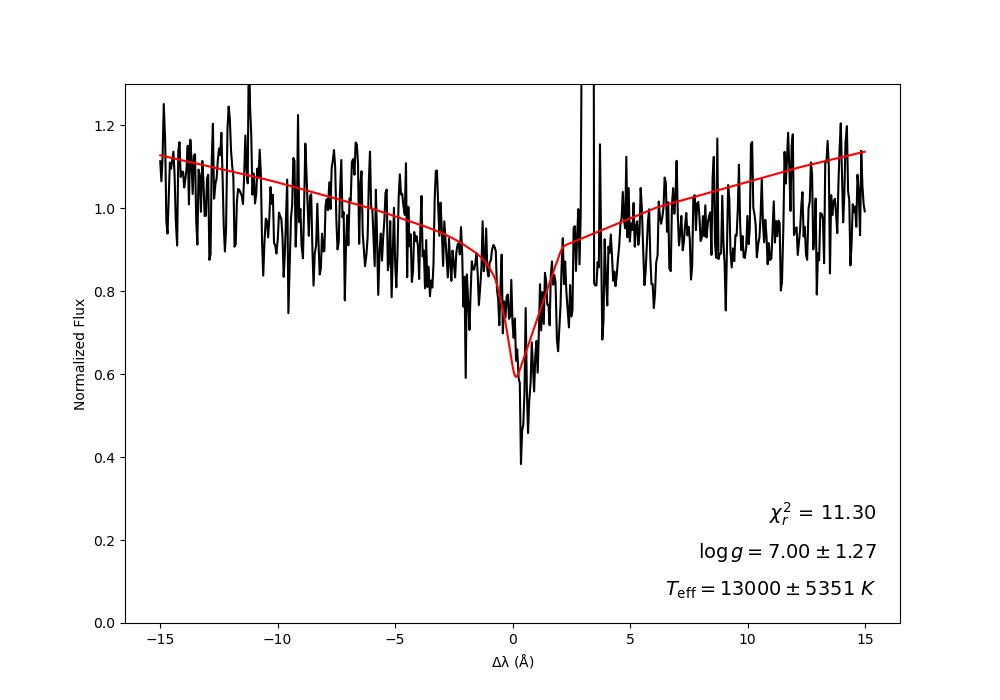 1.2
1.0
0.8
0.6
0.4
0.2
0.0
Normalized Flux
χ²ᵣ = 11.30
log g = 7.00 ± 1.27
T_eff = 13000 ± 5351 K
−15 −10 −5 0 5 10 15
Δλ (Å)